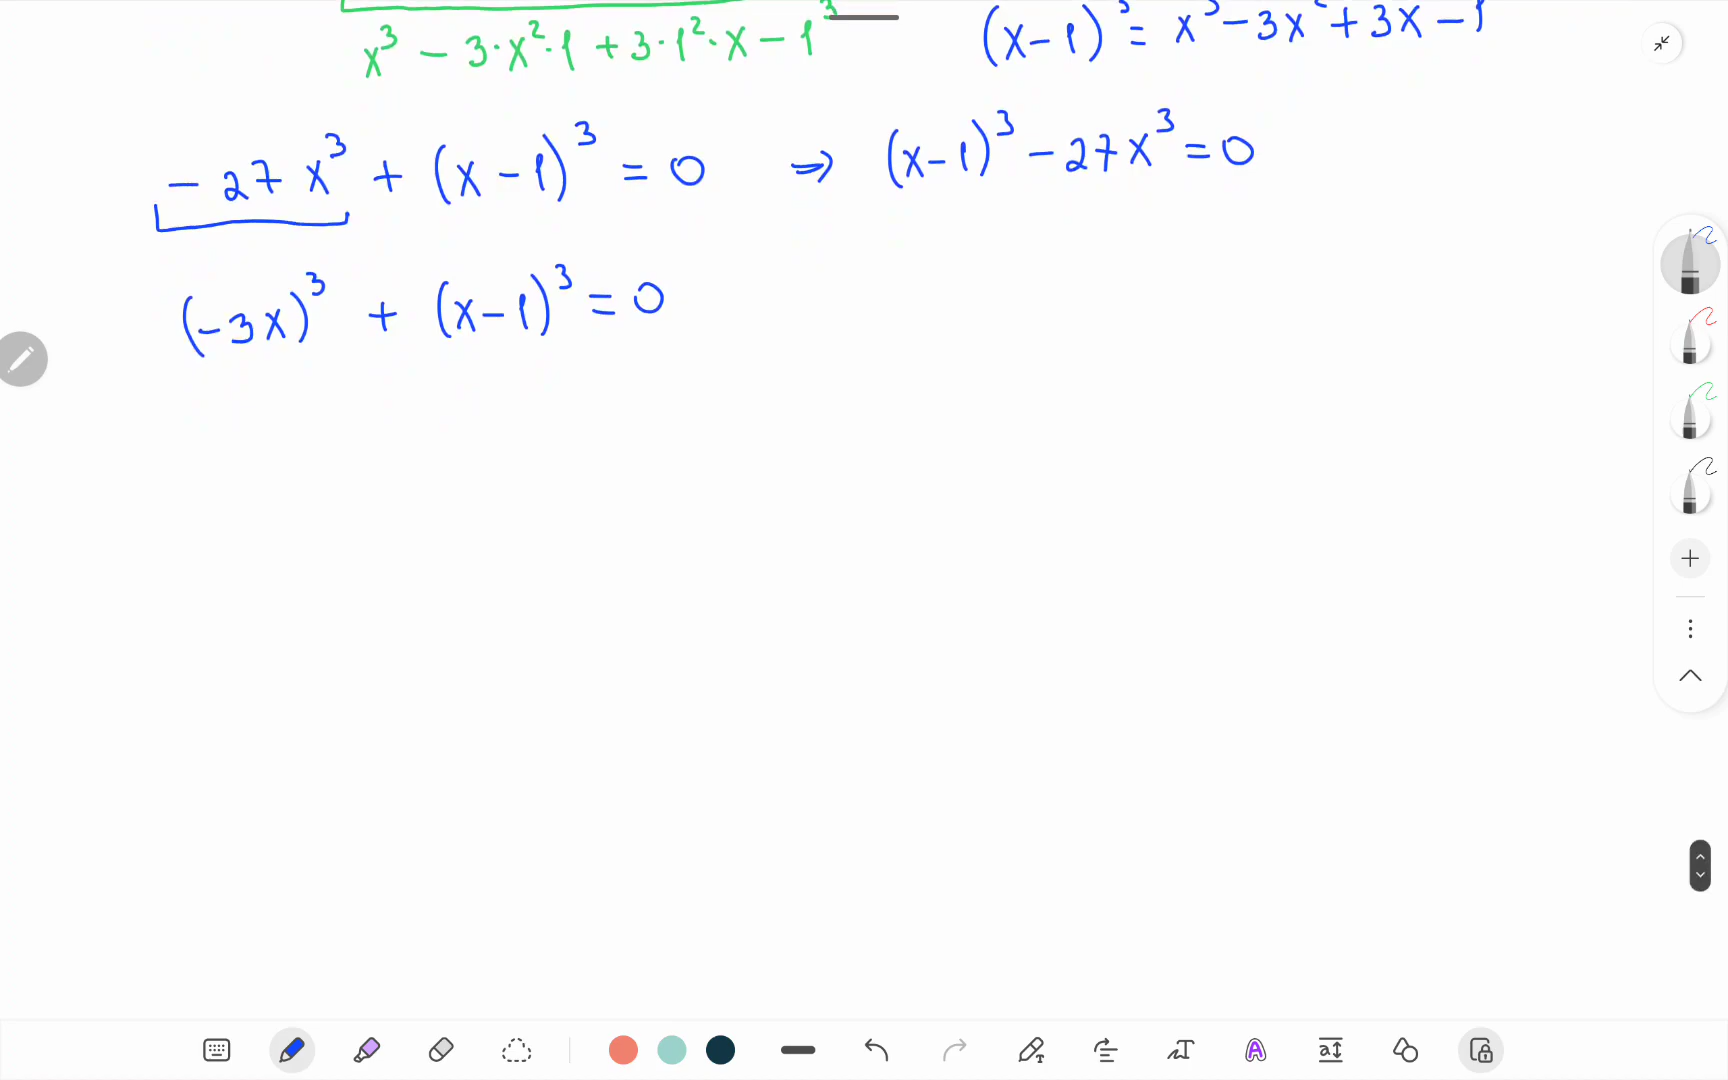 x³ − 3·x²·1 + 3·1²·x − 1³
(x−1)³ = x³ − 3x² + 3x − 1
−27x³ + (x−1)³ = 0 ⇒ (x−1)³ − 27x³ = 0
(−3x)³ + (x−1)³ = 0